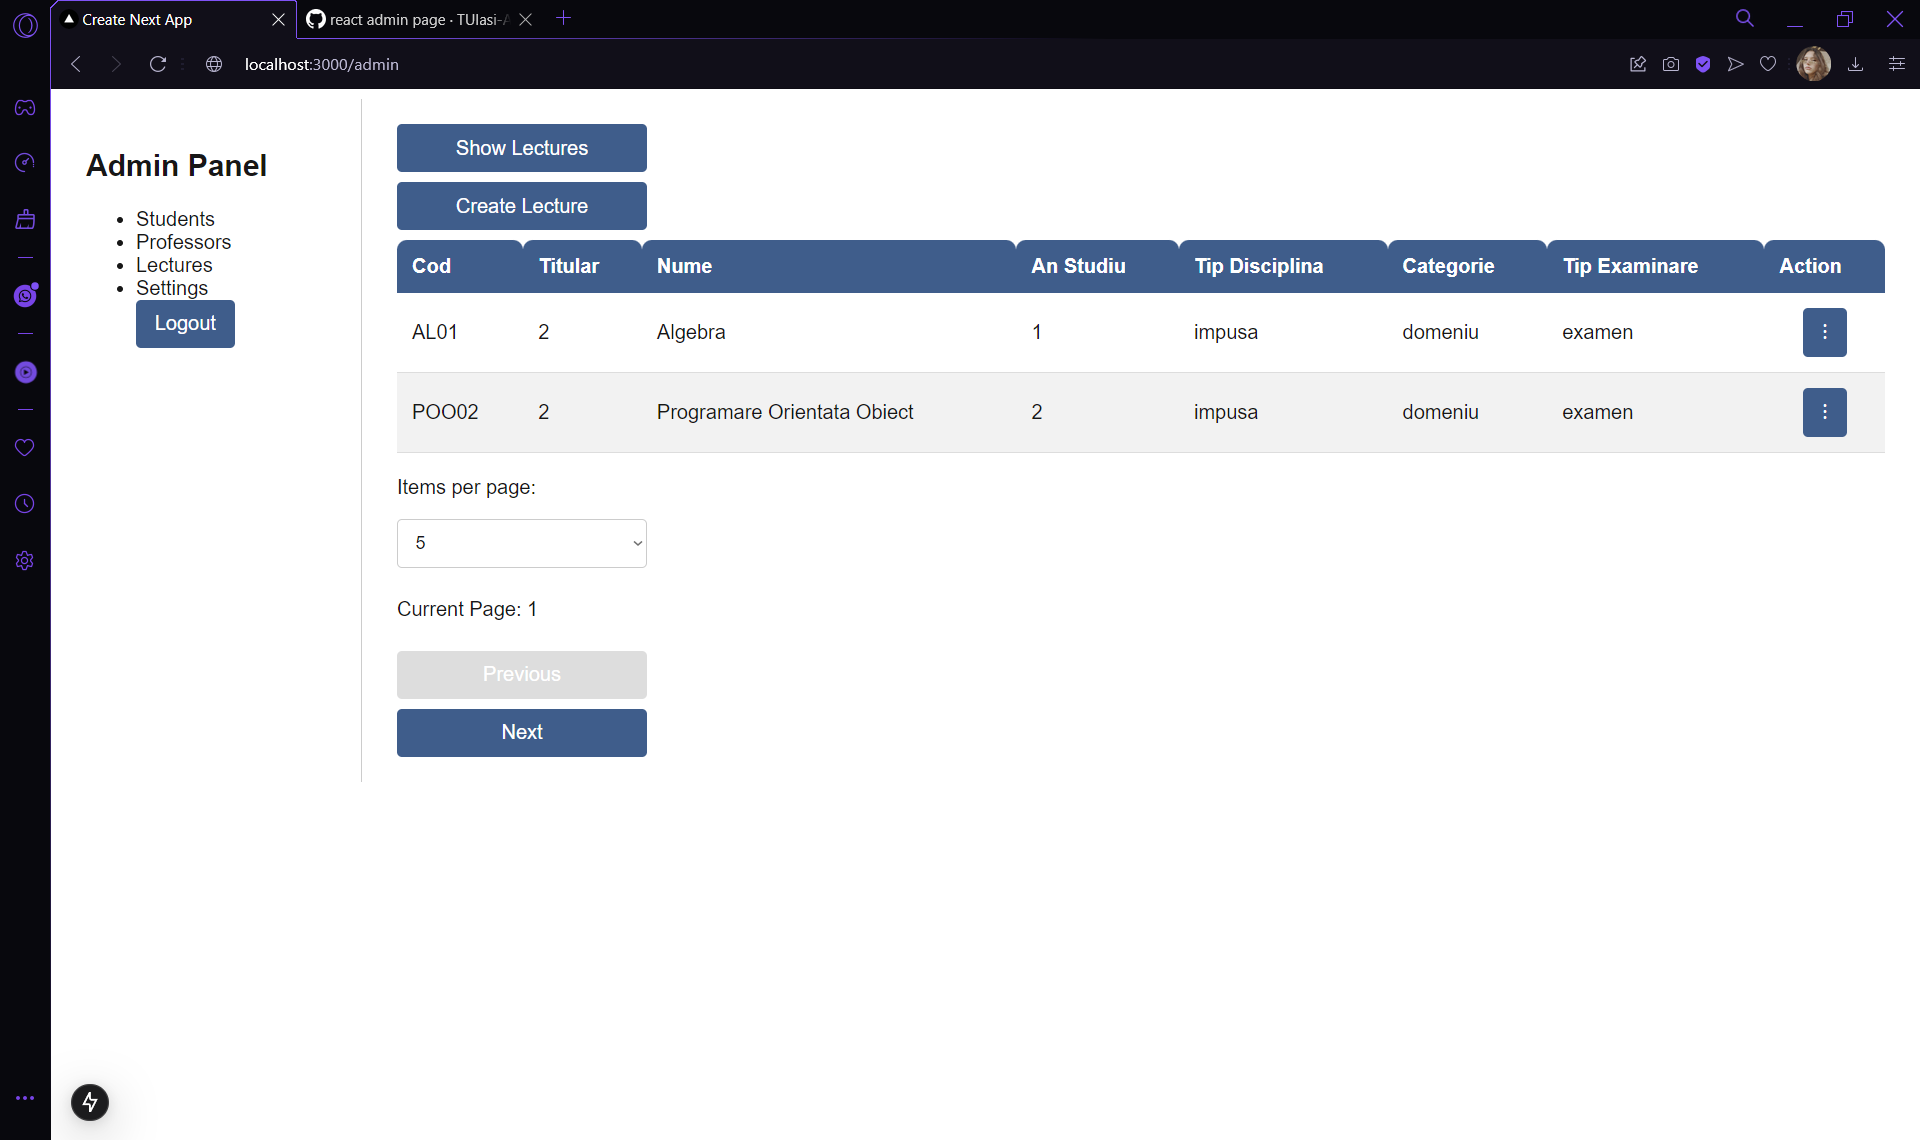 Create Next App
react admin page · TUIasi-A
localhost:3000/admin
Admin Panel
Students
Professors
Lectures
Settings
Logout
Show Lectures
Create Lecture
Cod Titular Nume An Studiu Tip Disciplina Categorie Tip Examinare Action
AL01 2 Algebra 1 impusa domeniu examen
POO02 2 Programare Orientata Obiect 2 impusa domeniu examen
Items per page:
5
Current Page: 1
Previous
Next